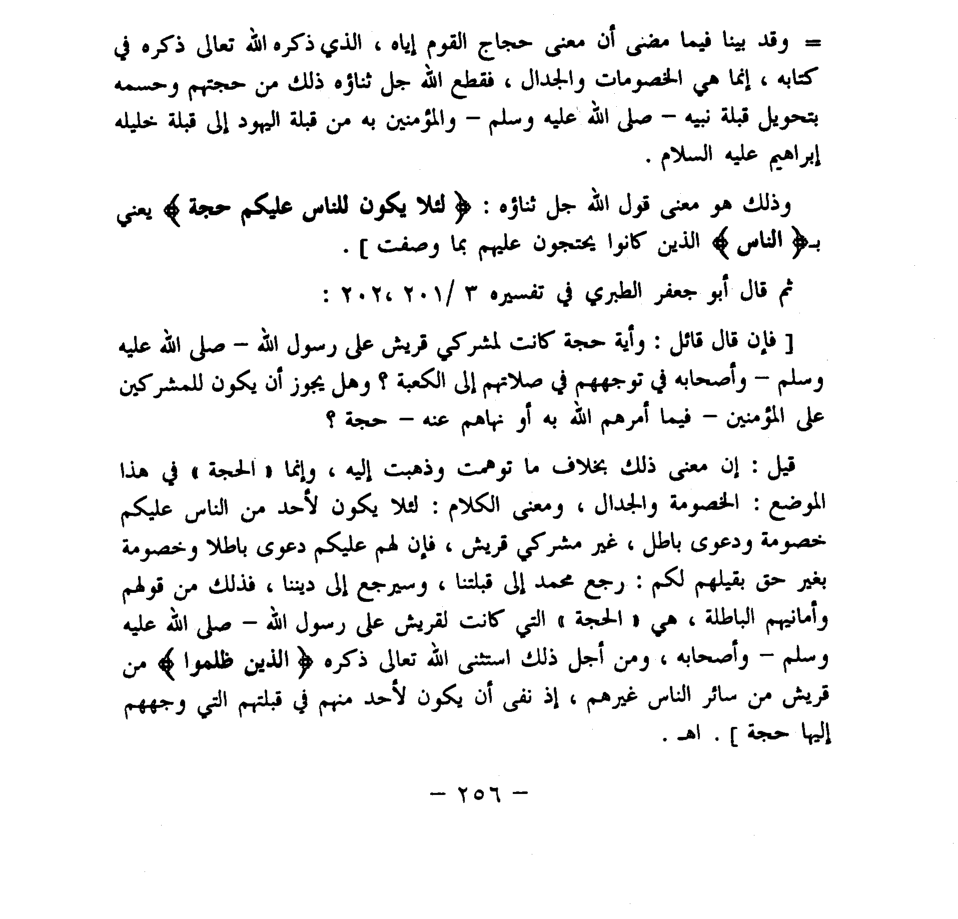 = وقد بينا فيما مضى أن معنى حجاج القوم إياه ، الذي ذكره الله تعالى ذكره في
كتابه ، إنما هي الخصومات والجدال ، فقطع الله جل ثناؤه ذلك من حجتهم وحسمه
بتحويل قبلة نبيه – صلى الله عليه وسلم – والمؤمنين به من قبلة اليهود إلى قبلة خليله
إبراهيم عليه السلام .
وذلك هو معنى قول الله جل ثناؤه : ﴿ لئلا يكون للناس عليكم حجة ﴾ يعني
بـ﴿ الناس ﴾ الذين كانوا يحتجون عليهم بما وصفت ] .
ثم قال أبو جعفر الطبري في تفسيره ٣ /٢٠١ ،٢٠٢ :
[ فإن قال قائل : وأية حجة كانت لمشركي قريش على رسول الله – صلى الله عليه
وسلم – وأصحابه في توجههم في صلاتهم إلى الكعبة ؟ وهل يجوز أن يكون للمشركين
على المؤمنين – فيما أمرهم الله به أو نهاهم عنه – حجة ؟
قيل : إن معنى ذلك بخلاف ما توهمت وذهبت إليه ، وإنما « الحجة » في هذا
الموضع : الخصومة والجدال ، ومعنى الكلام : لئلا يكون لأحد من الناس عليكم
خصومة ودعوى باطل ، غير مشركي قريش ، فإن لهم عليكم دعوى باطلا وخصومة
بغير حق بقيلهم لكم : رجع محمد إلى قبلتنا ، وسيرجع إلى ديننا ، فذلك من قولهم
وأمانيهم الباطلة ، هي « الحجة » التي كانت لقريش على رسول الله – صلى الله عليه
وسلم – وأصحابه ، ومن أجل ذلك استثنى الله تعالى ذكره ﴿ الذين ظلموا ﴾ من
قريش من سائر الناس غيرهم ، إذ نفى أن يكون لأحد منهم في قبلتهم التي وجههم
إليها حجة ] . اهـ .
– ٢٥٦ –